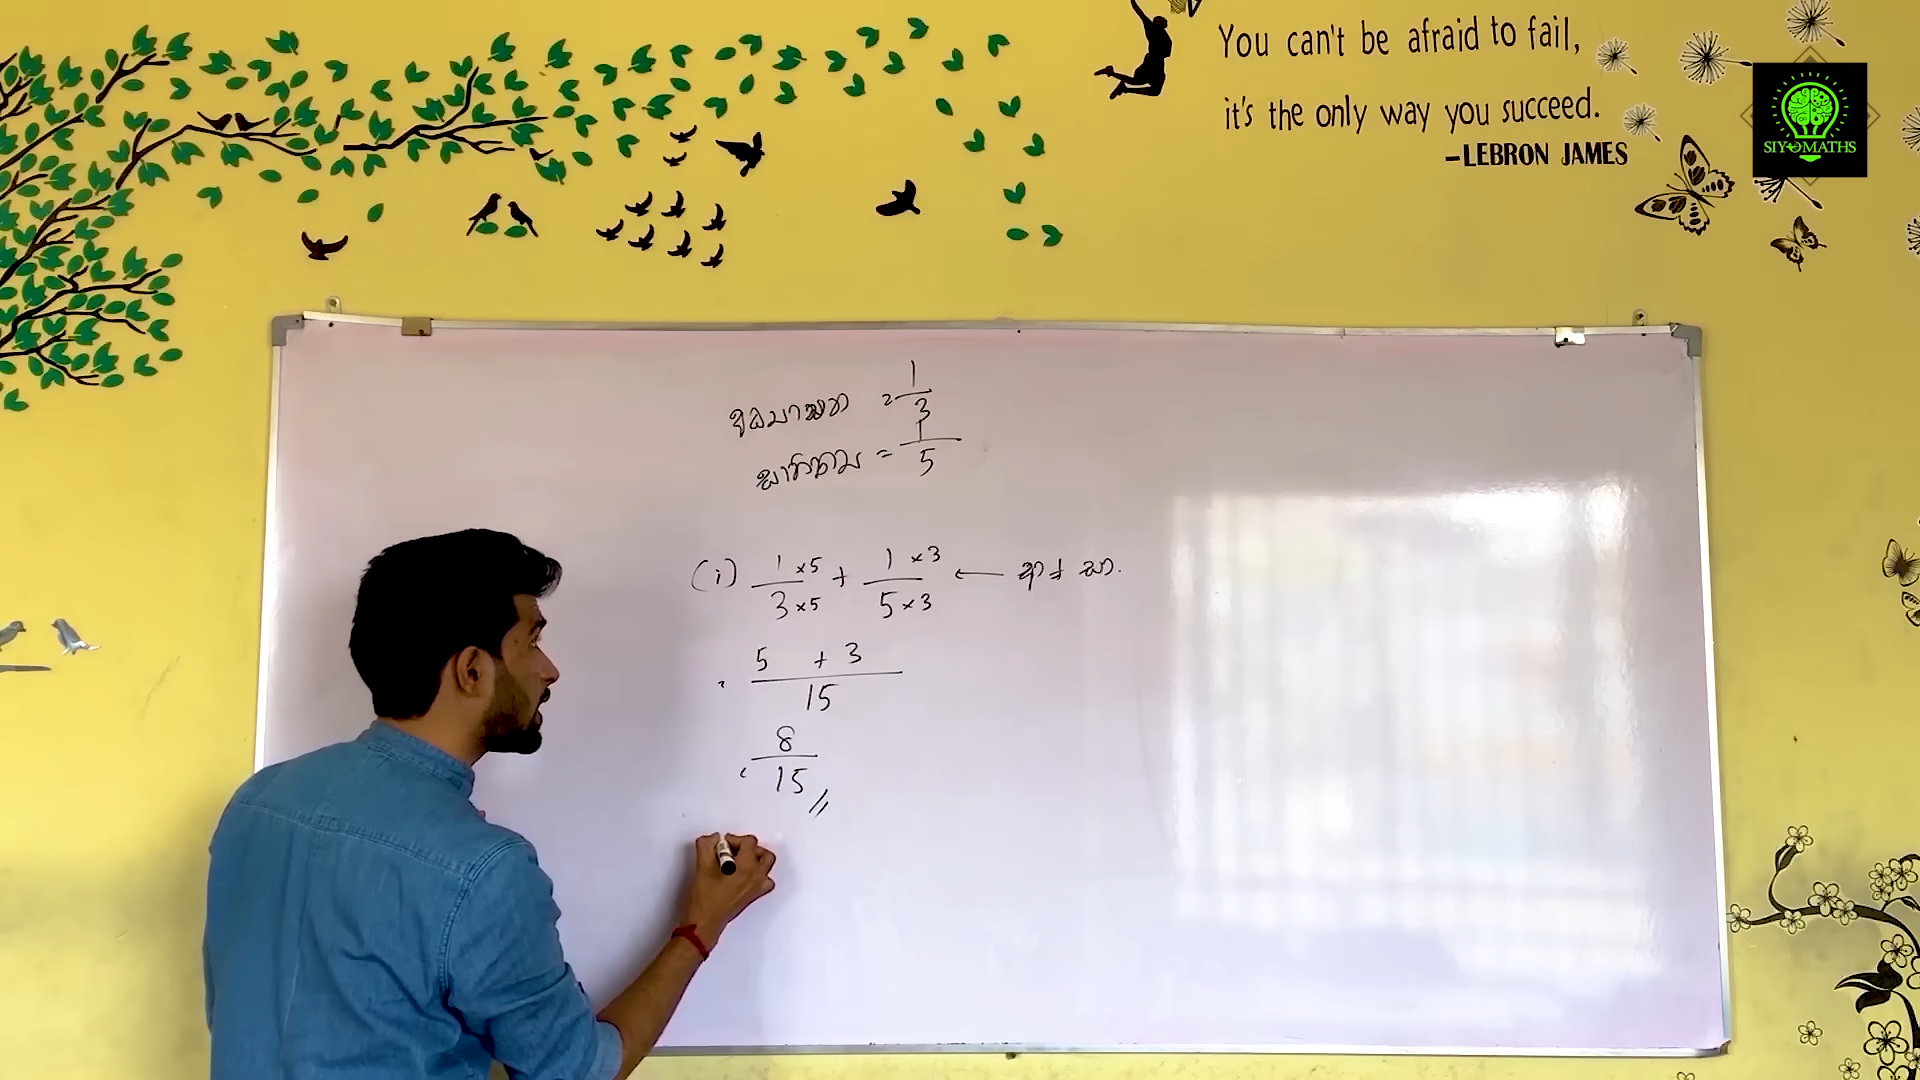 You can't be afraid to fail,
it's the only way you succeed.
-LEBRON JAMES
SIYOMATHS
= 1/3
= 1/5
(i) 1 ×5 / 3 ×5 + 1 × 3 / 5 × 3 ←
= 5 + 3 / 15
= 8 / 15 //